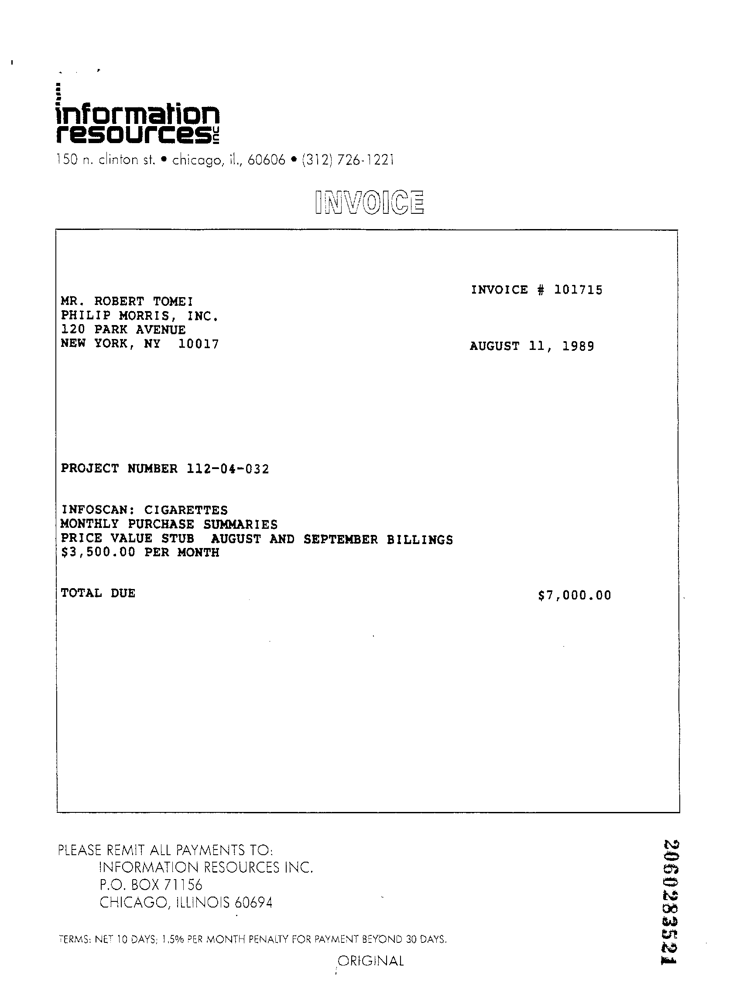 information
resources inc
150 n. clinton st. • chicago, il., 60606 • (312) 726-1221
INVOICE
INVOICE # 101715
MR. ROBERT TOMEI
PHILIP MORRIS, INC.
120 PARK AVENUE
NEW YORK, NY 10017
AUGUST 11, 1989
PROJECT NUMBER 112-04-032
INFOSCAN: CIGARETTES
MONTHLY PURCHASE SUMMARIES
PRICE VALUE STUB AUGUST AND SEPTEMBER BILLINGS
$3,500.00 PER MONTH
TOTAL DUE $7,000.00
PLEASE REMIT ALL PAYMENTS TO:
INFORMATION RESOURCES INC.
P.O. BOX 71156
CHICAGO, ILLINOIS 60694
TERMS: NET 10 DAYS; 1.5% PER MONTH PENALTY FOR PAYMENT BEYOND 30 DAYS.
ORIGINAL
2060283521